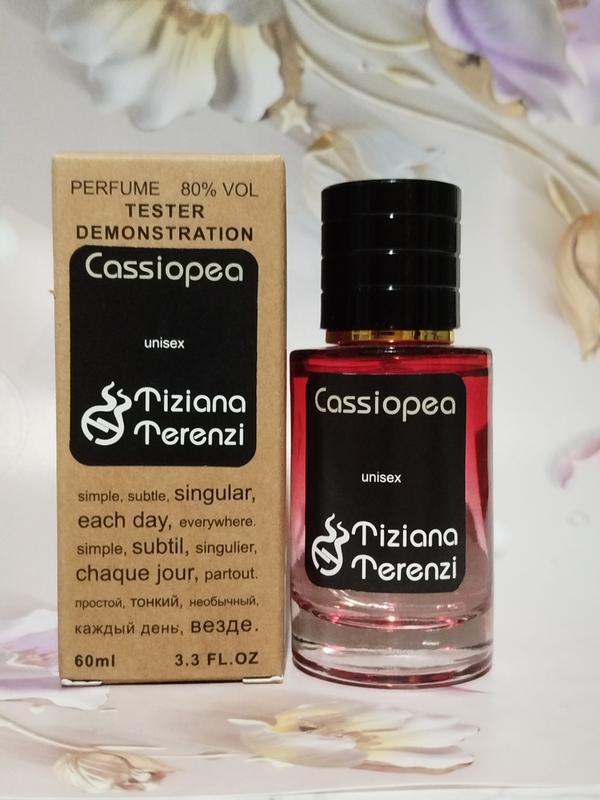 PERFUME 80% VOL
TESTER
DEMONSTRATION
Cassiopea
unisex
Tiziana
Terenzi
simple, subtle, singular,
each day, everywhere.
simple, subtil, singulier,
chaque jour, partout.
простой, тонкий, необычный,
каждый день, везде.
60ml 3.3 FL.OZ
Cassiopea
unisex
Tiziana
Terenzi